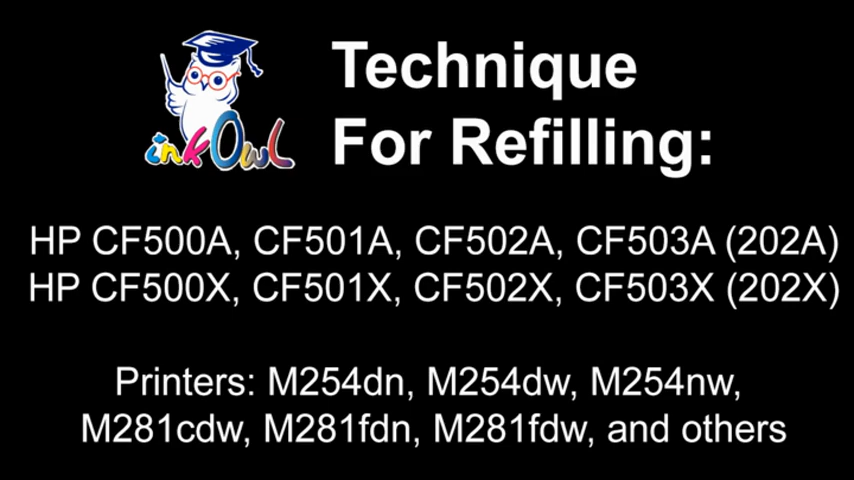 Technique
For Refilling:
inkOwl
HP CF500A, CF501A, CF502A, CF503A (202A)
HP CF500X, CF501X, CF502X, CF503X (202X)
Printers: M254dn, M254dw, M254nw,
M281cdw, M281fdn, M281fdw, and others